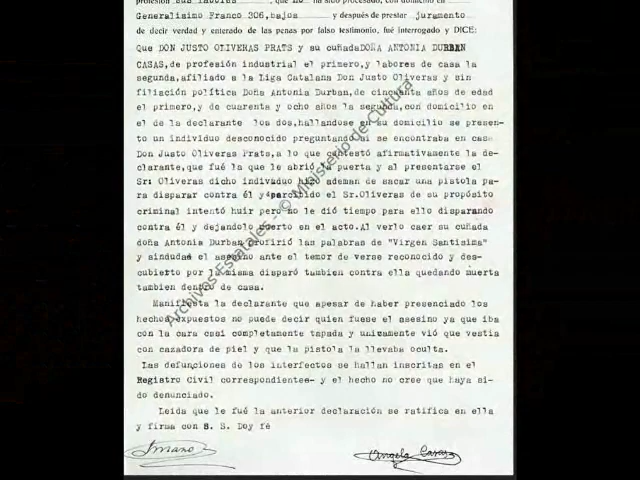 profesión sus labores , que no ha sido procesado, con domicilio en
Generalisimo Franco 306, bajos y después de prestar juramento
de decir verdad y enterado de las penas por falso testimonio, fué interrogado y DICE:
Que DON JUSTO OLIVERAS PRATS y su cuñadaDOÑA ANTONIA DURBAN
CASAS,de profesión industrial el primero,y labores de casa la
segunda,afiliado a la Liga Catalana Don Justo Oliveras y sin
filiación política Doña Antonia Durban,de cincuenta años de edad
el primero,y de cuarenta y ocho años la segunda,con domicilio en
el de la declarante los dos,hallandose en su domicilio se presen-
to un individuo desconocido preguntando si se encontraba en cas
Don Justo Oliveras Prats,a lo que contestó afirmativamente la de-
clarante,que fué la que le abrió la puerta y al presentarse el
Sr: Oliveras dicho individuo hizo ademan de sacar una pistola pa-
ra disparar contra él y percibido el Sr.Oliveras de su propósito
criminal intentó huir pero no le dió tiempo para ello disparando
contra él y dejandolo muerto en el acto.Al verlo caer su cuñada
doña Antonia Durban profirió las palabras de "Virgen Santisima"
y sindudad el asesino ante el temor de verse reconocido y des-
cubierto por la misma disparó tambien contra ella quedando muerta
tambien dentro de casa.
Manifiesta la declarante que apesar de haber presenciado los
hechos expuestos no puede decir quien fuese el asesino ya que iba
con la cara casi completamente tapada y unicamente vió que vestia
con cazadora de piel y que la pistola la llevaba oculta.
Las defunciones de los interfectos se hallan inscritas en el
Registro Civil correspondientes- y el hecho no cree que haya si-
do denunciado.
Leida que le fué la anterior declaración se ratifica en ella
y firma con S. S. Doy fé
Angela Casas
Archivos Estatales - © Ministerio de Cultura